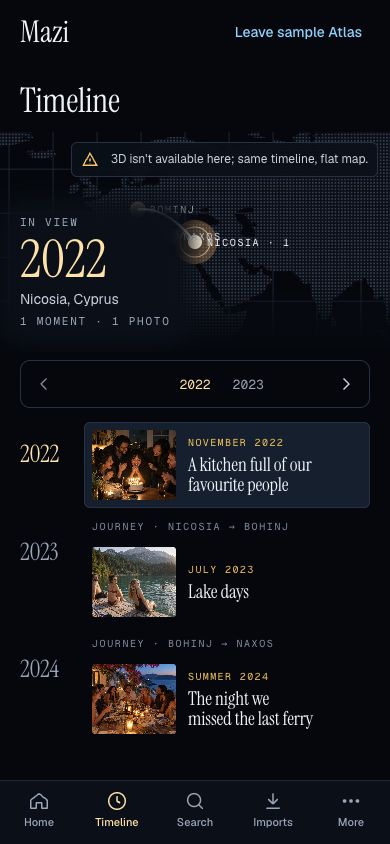 Mazi
Leave sample Atlas
Timeline
3D isn't available here; same timeline, flat map.
BOHINJ
NAXOS
NICOSIA · 1
IN VIEW
2022
Nicosia, Cyprus
1 MOMENT · 1 PHOTO
2022 2023
2022
NOVEMBER 2022
A kitchen full of our
favourite people
JOURNEY · NICOSIA → BOHINJ
2023
JULY 2023
Lake days
JOURNEY · BOHINJ → NAXOS
2024
SUMMER 2024
The night we
missed the last ferry
Home
Timeline
Search
Imports
More